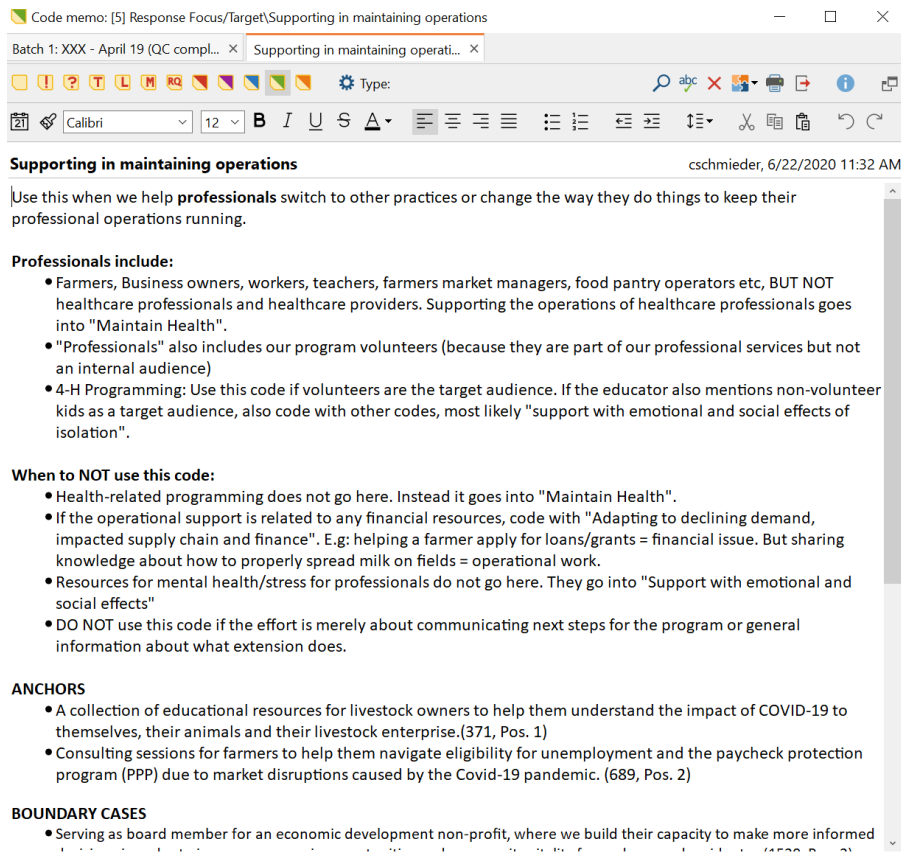 Code memo: [5] Response Focus/Target\Supporting in maintaining operations
Batch 1: XXX - April 19 (QC compl... Supporting in maintaining operati...
! ? T L M RQ Type: abc
21 Calibri 12 B I U S A
Supporting in maintaining operations cschmieder, 6/22/2020 11:32 AM
Use this when we help professionals switch to other practices or change the way they do things to keep their
professional operations running.
Professionals include:
• Farmers, Business owners, workers, teachers, farmers market managers, food pantry operators etc, BUT NOT
healthcare professionals and healthcare providers. Supporting the operations of healthcare professionals goes
into "Maintain Health".
• "Professionals" also includes our program volunteers (because they are part of our professional services but not
an internal audience)
• 4-H Programming: Use this code if volunteers are the target audience. If the educator also mentions non-volunteer
kids as a target audience, also code with other codes, most likely "support with emotional and social effects of
isolation".
When to NOT use this code:
• Health-related programming does not go here. Instead it goes into "Maintain Health".
• If the operational support is related to any financial resources, code with "Adapting to declining demand,
impacted supply chain and finance". E.g: helping a farmer apply for loans/grants = financial issue. But sharing
knowledge about how to properly spread milk on fields = operational work.
• Resources for mental health/stress for professionals do not go here. They go into "Support with emotional and
social effects"
• DO NOT use this code if the effort is merely about communicating next steps for the program or general
information about what extension does.
ANCHORS
• A collection of educational resources for livestock owners to help them understand the impact of COVID-19 to
themselves, their animals and their livestock enterprise.(371, Pos. 1)
• Consulting sessions for farmers to help them navigate eligibility for unemployment and the paycheck protection
program (PPP) due to market disruptions caused by the Covid-19 pandemic. (689, Pos. 2)
BOUNDARY CASES
• Serving as board member for an economic development non-profit, where we build their capacity to make more informed